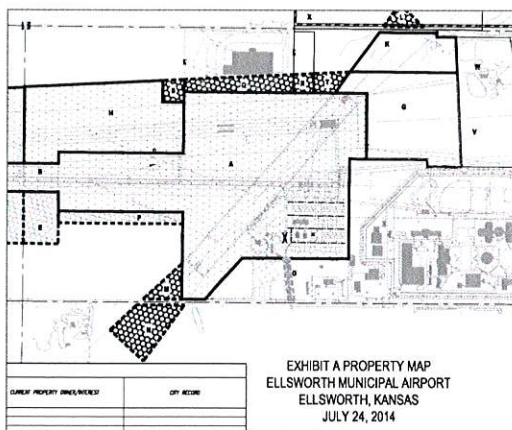 X
L
K
W
G
V
M
A
B
E
P
X
CURRENT PROPERTY OWNER/INTEREST
CITY RECORD
EXHIBIT A PROPERTY MAP
ELLSWORTH MUNICIPAL AIRPORT
ELLSWORTH, KANSAS
JULY 24, 2014